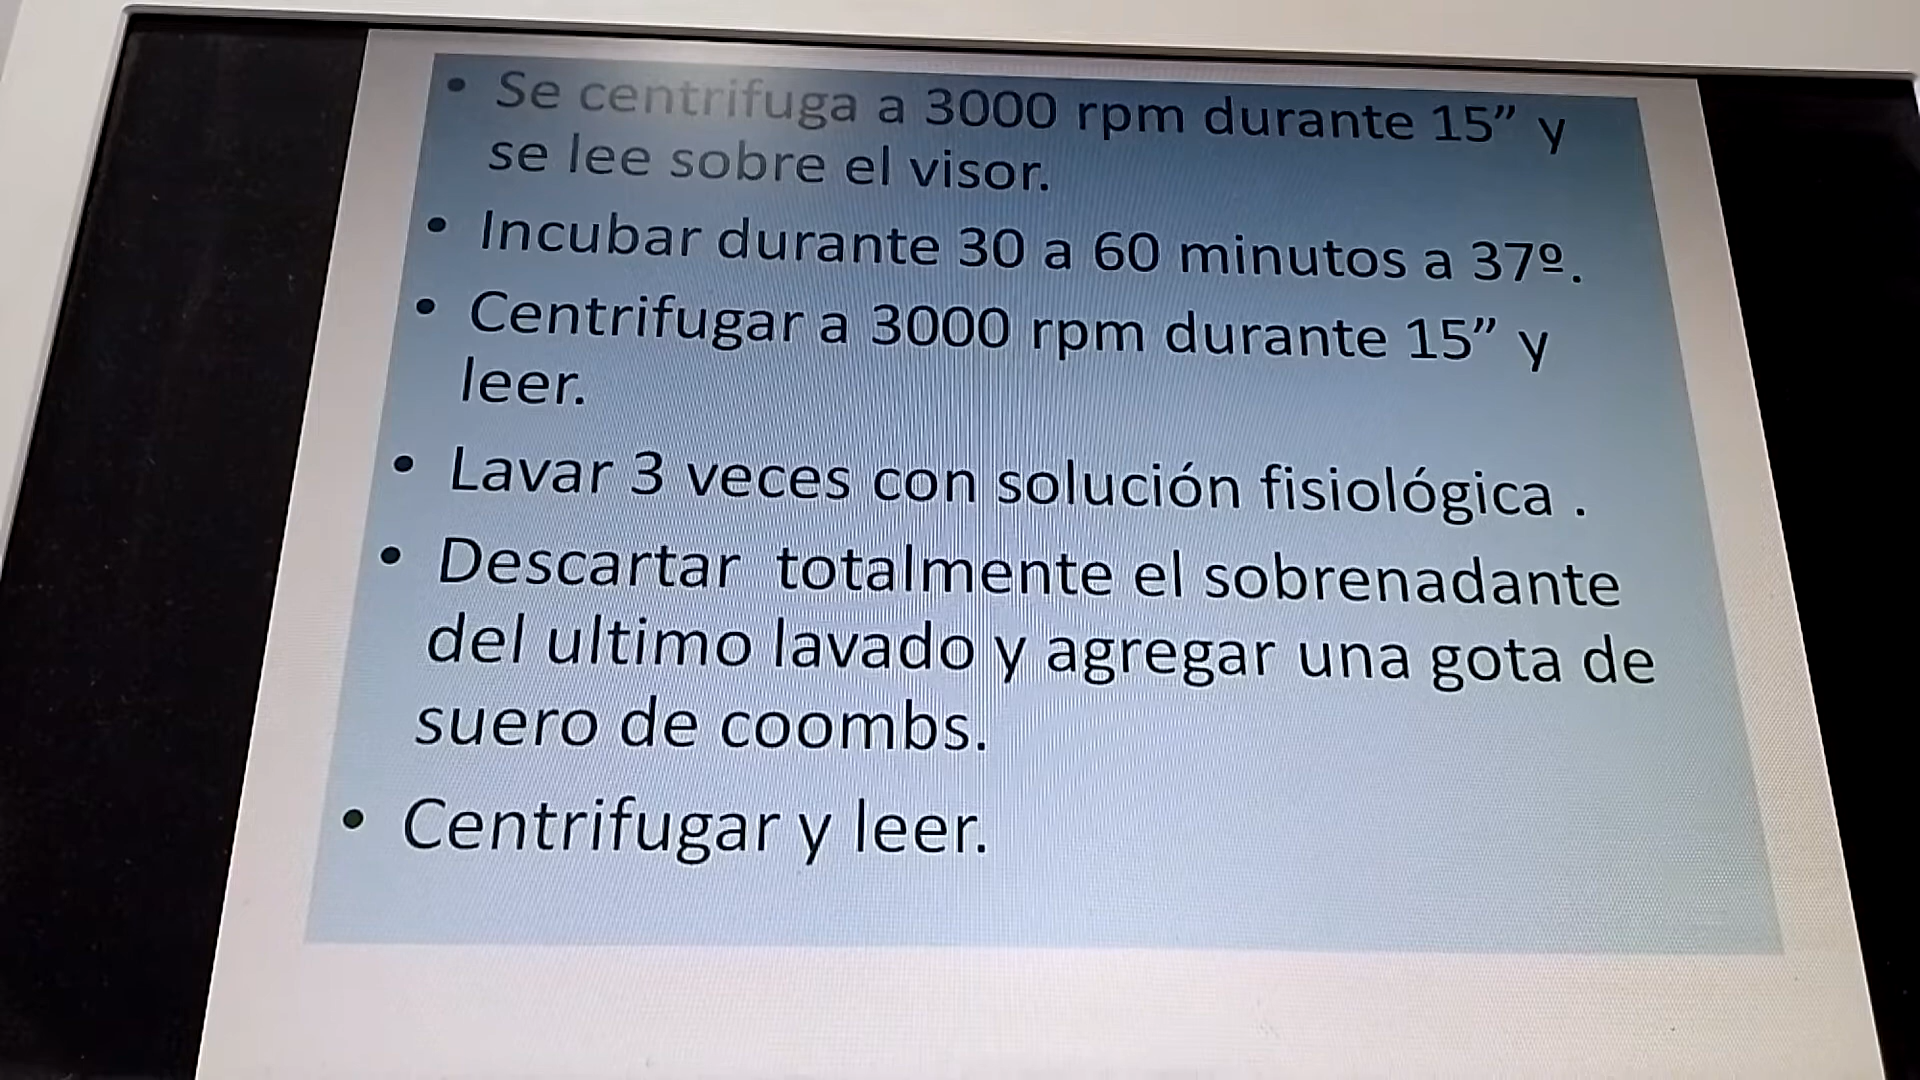 • Se centrifuga a 3000 rpm durante 15” y
se lee sobre el visor.
• Incubar durante 30 a 60 minutos a 37º.
• Centrifugar a 3000 rpm durante 15” y
leer.
• Lavar 3 veces con solución fisiológica .
• Descartar totalmente el sobrenadante
del ultimo lavado y agregar una gota de
suero de coombs.
• Centrifugar y leer.